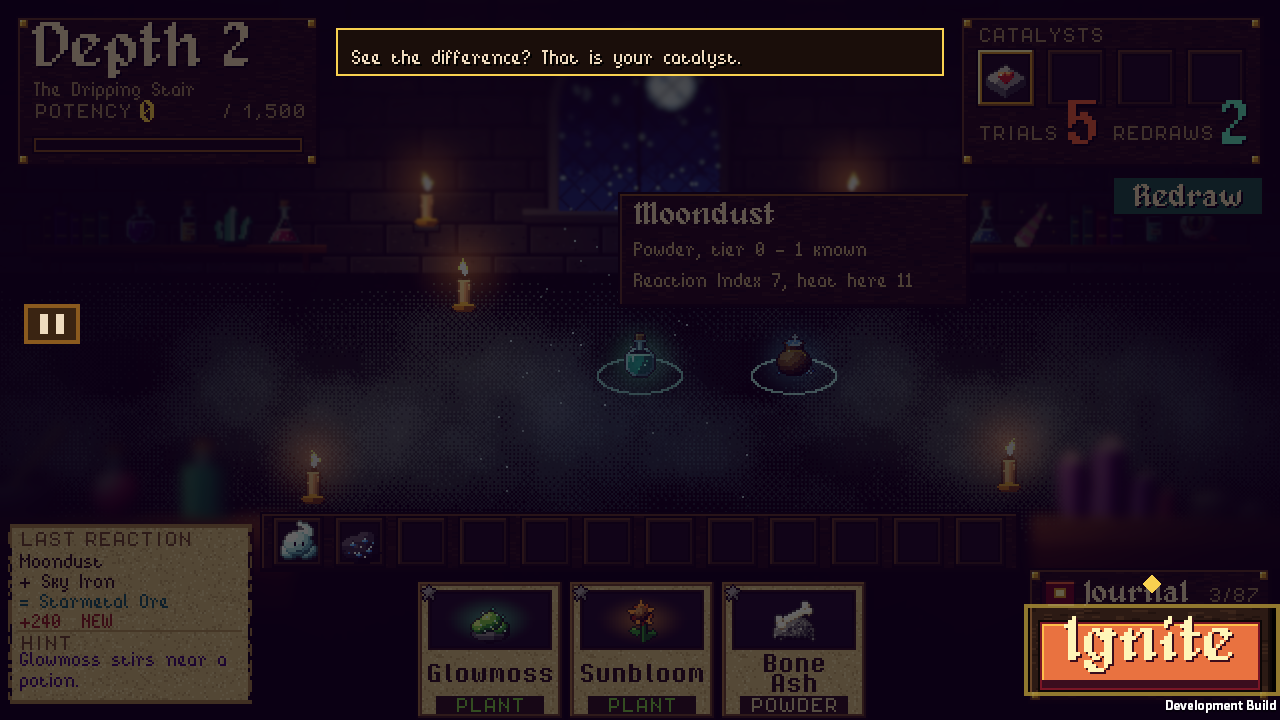 Depth 2
The Dripping Stair
POTENCY 0 / 1,500
See the difference? That is your catalyst.
CATALYSTS
TRIALS 5 REDRAWS 2
Redraw
Moondust
Powder, tier 0 - 1 known
Reaction Index 7, heat here 11
LAST REACTION
Moondust
+ Sky Iron
= Starmetal Ore
+240 NEW
HINT
Glowmoss stirs near a
potion.
Glowmoss
PLANT
Sunbloom
PLANT
Bone
Ash
POWDER
Journal 3/87
Ignite
Development Build